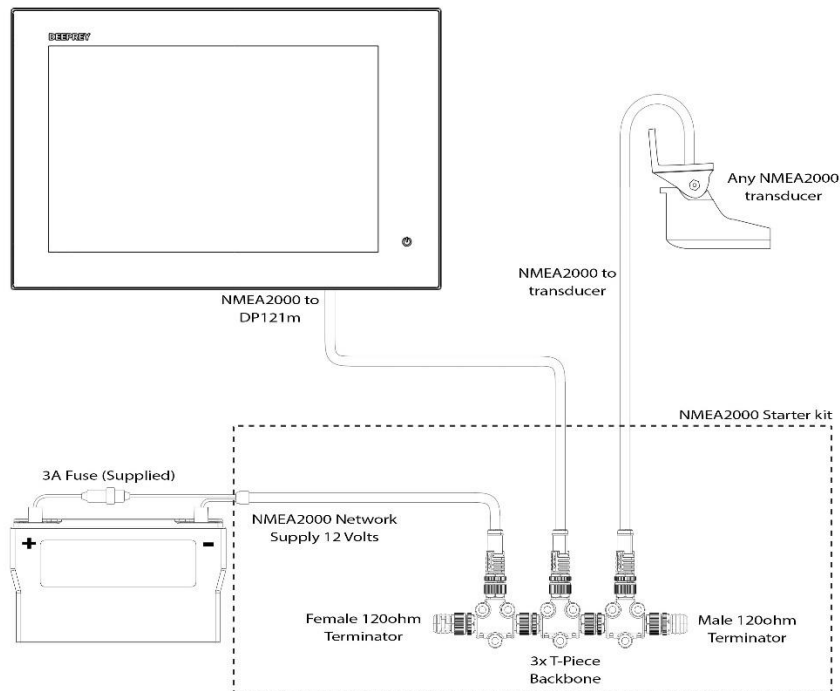 DEEPREY
Any NMEA2000
transducer
NMEA2000 to
transducer
NMEA2000 to
DP121m
NMEA2000 Starter kit
3A Fuse (Supplied)
+ -
NMEA2000 Network
Supply 12 Volts
Female 120ohm
Terminator
Male 120ohm
Terminator
3x T-Piece
Backbone